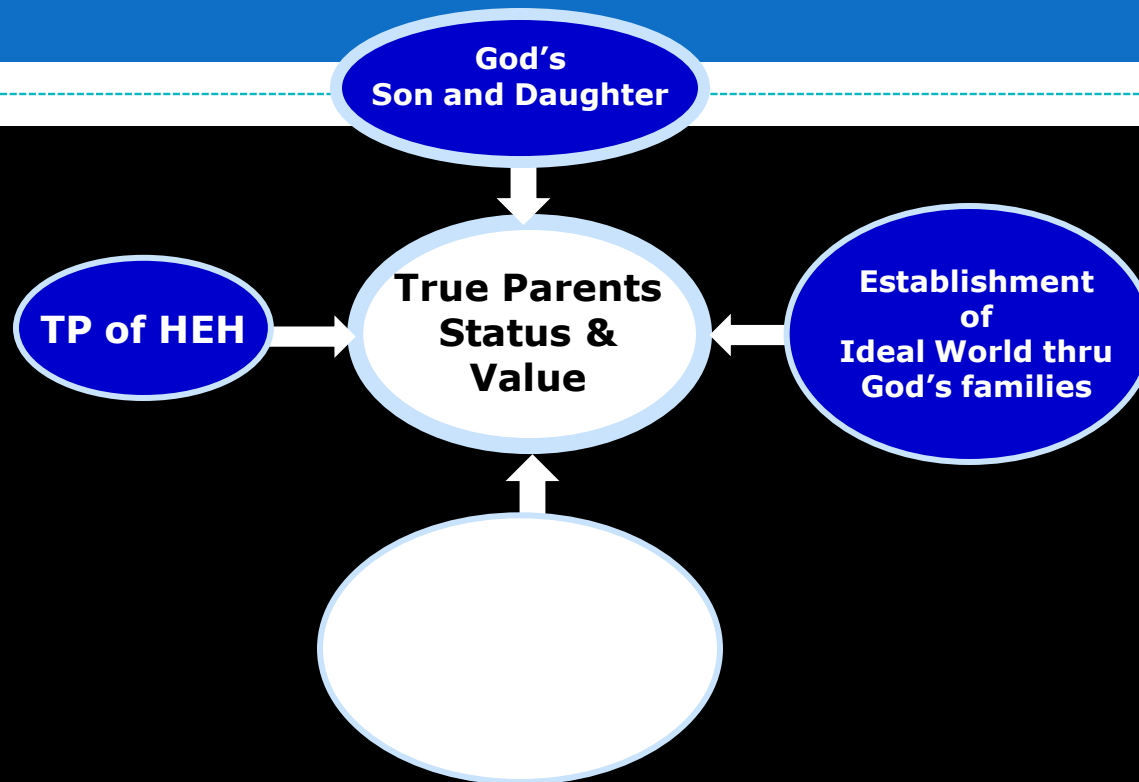 God's
Son and Daughter
TP of HEH
True Parents
Status &
Value
Establishment
of
Ideal World thru
God's families